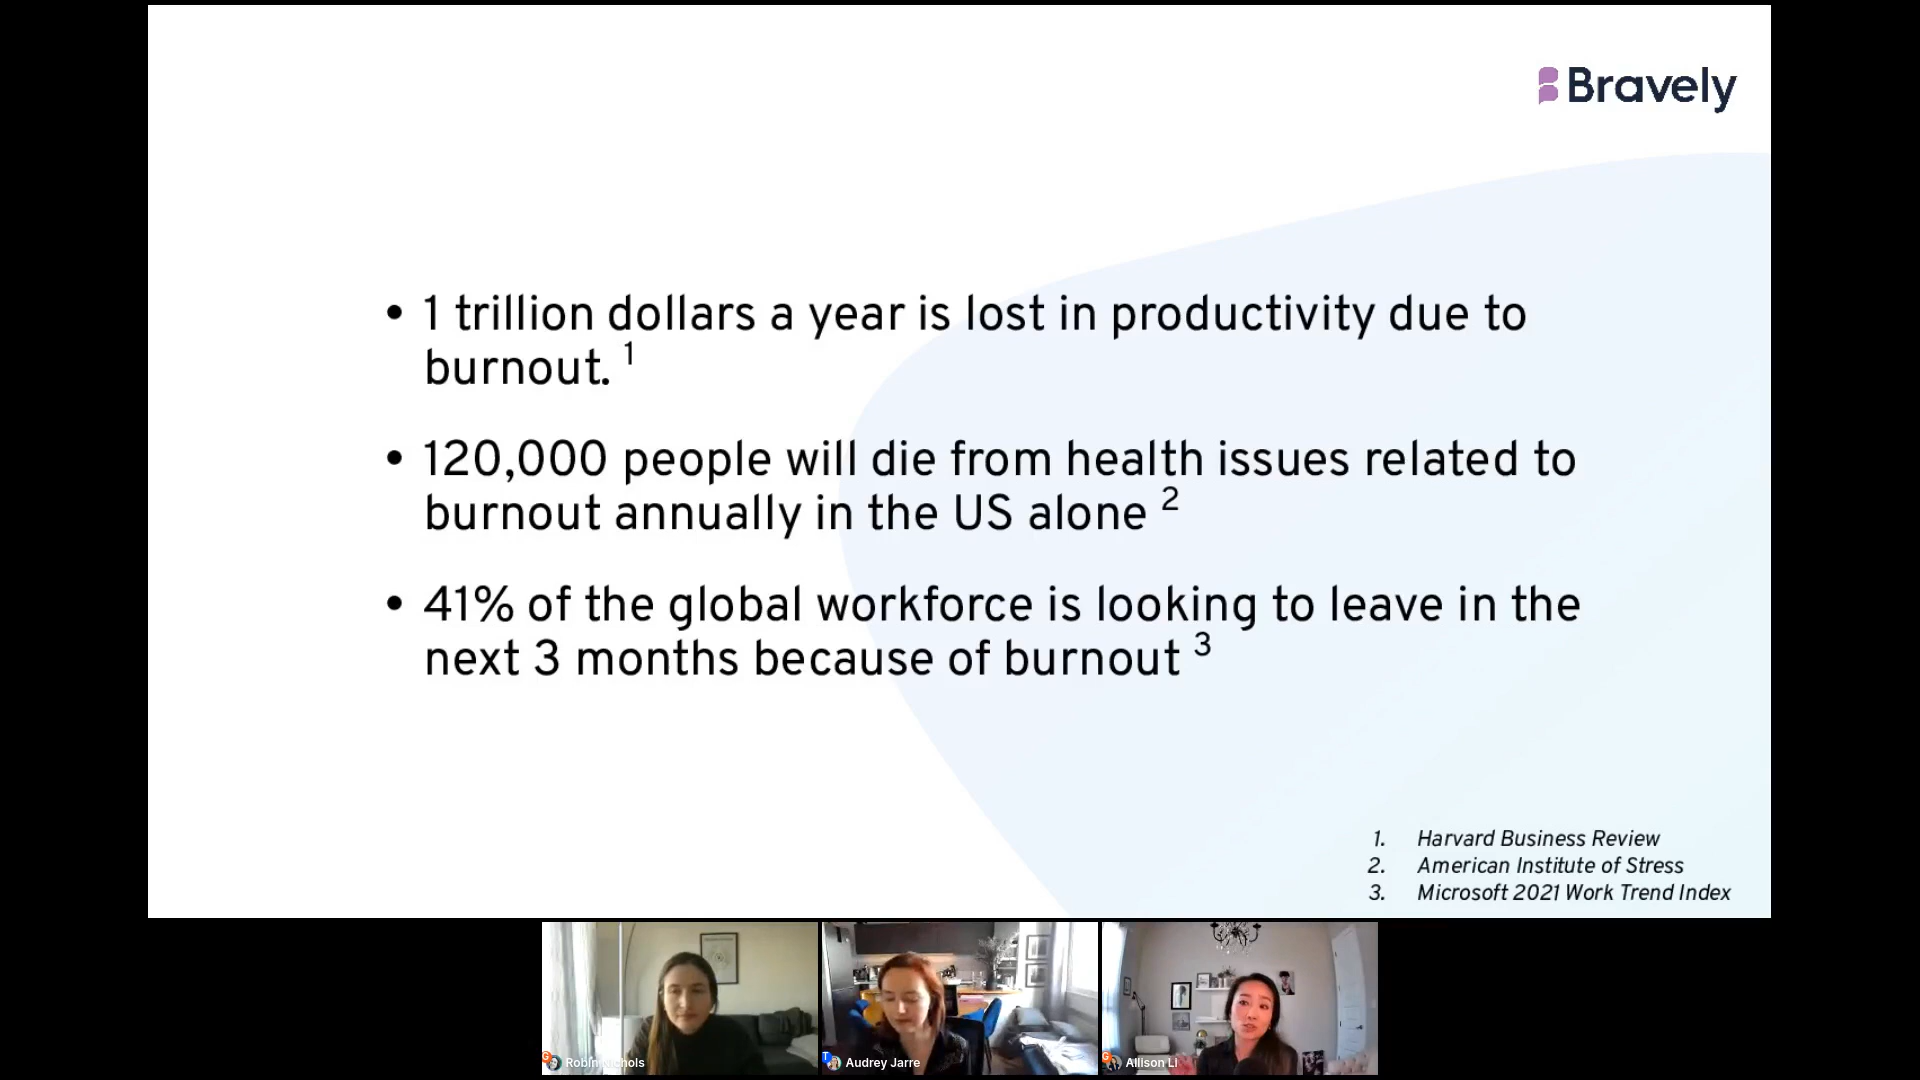 Bravely
• 1 trillion dollars a year is lost in productivity due to
burnout. 1
• 120,000 people will die from health issues related to
burnout annually in the US alone 2
• 41% of the global workforce is looking to leave in the
next 3 months because of burnout 3
1. Harvard Business Review
2. American Institute of Stress
3. Microsoft 2021 Work Trend Index
Audrey Jarre
Allison Li